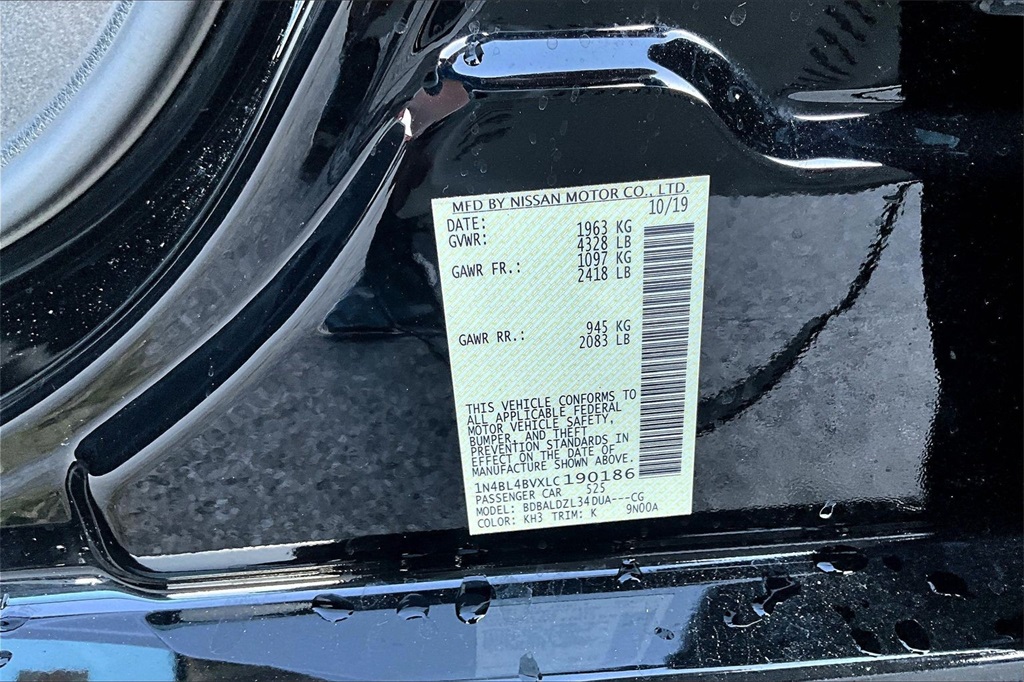 MFD BY NISSAN MOTOR CO., LTD.
DATE: 10/19
GVWR: 1963 KG
4328 LB
GAWR FR.: 1097 KG
2418 LB
GAWR RR.: 945 KG
2083 LB
THIS VEHICLE CONFORMS TO
ALL APPLICABLE FEDERAL
MOTOR VEHICLE SAFETY,
BUMPER, AND THEFT
PREVENTION STANDARDS IN
EFFECT ON THE DATE OF
MANUFACTURE SHOWN ABOVE.
1N4BL4BVXLC190186
PASSENGER CAR 525
MODEL: BDBALDZL34DUA---CG
COLOR: KH3 TRIM: K 9N00A